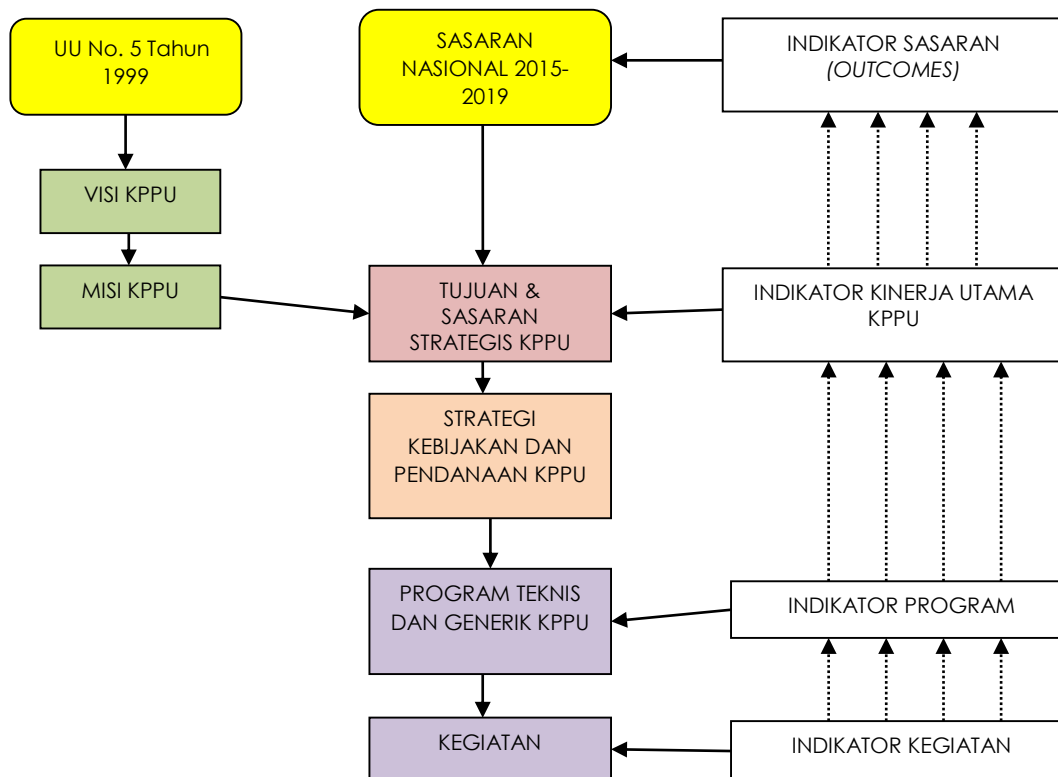 UU No. 5 Tahun
1999
SASARAN
NASIONAL 2015-
2019
INDIKATOR SASARAN
(OUTCOMES)
VISI KPPU
MISI KPPU
TUJUAN &
SASARAN
STRATEGIS KPPU
INDIKATOR KINERJA UTAMA
KPPU
STRATEGI
KEBIJAKAN DAN
PENDANAAN KPPU
PROGRAM TEKNIS
DAN GENERIK KPPU
INDIKATOR PROGRAM
KEGIATAN
INDIKATOR KEGIATAN